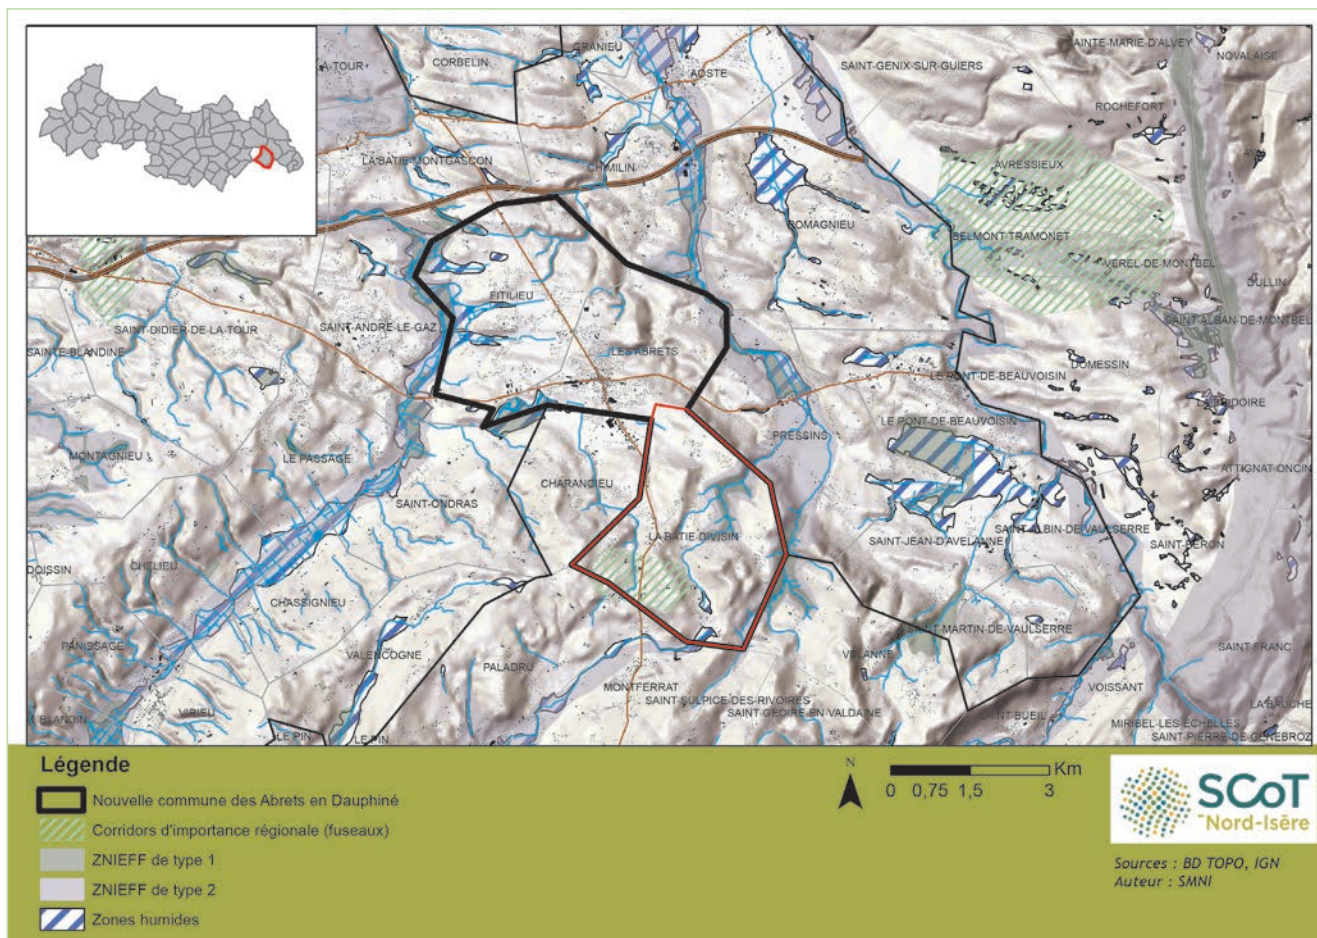 GRANIEU
SAINTE-MARIE-D'ALVEY
NOVALAISE
CORBELIN
SAINT-GENIX-SUR-GUIERS
A-TOUR
AOSTE
ROCHEFORT
LA BATIE-MONTGASCON
CHIMILIN
AVRESSIEUX
ROMAGNIEU
BELMONT TRAMONET
VEREL-DE-MONTBEL
DULLIN
FITILIEU
SAINT-DIDIER-DE-LA-TOUR
SAINT-ANDRE-LE-GAZ
SAINT-ALBAN-DE-MONTBEL
SAINTE-BLANDINE
LES ABRETS
DOMESSIN
LE PONT-DE-BEAUVOISIN
LA BRIDOIRE
LE PONT-DE-BEAUVOISIN
PRESSINS
MONTAGNIEU
LE PASSAGE
ATTIGNAT ONCIN
CHARANCIEU
SAINT-ONDRAS
SAINT-ALBIN-DE-VAULSERRE
LA BATIE-DIVISIN
SAINT-JEAN-D'AVELANNE
SAINT-BERON
DOISSIN
CHELIEU
CHASSIGNIEU
SAINT-MARTIN-DE-VAULSERRE
PANISSAGE
VALENCOGNE
VELANNE
SAINT-FRANC
PALADRU
MONTFERRAT
VOISSANT
SAINT-SULPICE-DES-RIVOIRES
LA BAUCHE
BLANDIN
VIRIEU
SAINT-GEOIRE-EN-VALDAINE
SAINT-BUEIL
MIRIBEL-LES-ECHELLES
LE PIN
LE PIN
SAINT-PIERRE-DE-GENEBROZ
Légende
Nouvelle commune des Abrets en Dauphiné
Corridors d'importance régionale (fuseaux)
ZNIEFF de type 1
ZNIEFF de type 2
Zones humides
N
Km
0 0,75 1,5 3
SCoT
Nord-Isère
Sources : BD TOPO, IGN
Auteur : SMNI